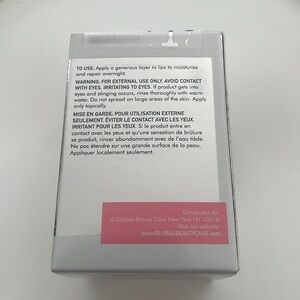 TO USE: Apply a generous layer to lips to moisturize
and repair overnight.
WARNING: FOR EXTERNAL USE ONLY. AVOID CONTACT
WITH EYES. IRRITATING TO EYES. If product gets into
eyes and stinging occurs, rinse thoroughly with warm
water. Do not spread on large areas of the skin. Apply
only topically.
MISE EN GARDE: POUR UTILISATION EXTERNE
SEULEMENT. ÉVITER LE CONTACT AVEC LES YEUX.
IRRITANT POUR LES YEUX. Si le produit entre en
contact avec les yeux et qu'une sensation de brûlure
se produit, rincer abondamment avec de l'eau tiède.
Ne pas étendre sur une grande surface de la peau.
Appliquer localement seulement.
Distributed By:
© Global Beauty Care New York NY 10018
Visit our website:
www.GLOBALBEAUTYCARE.com